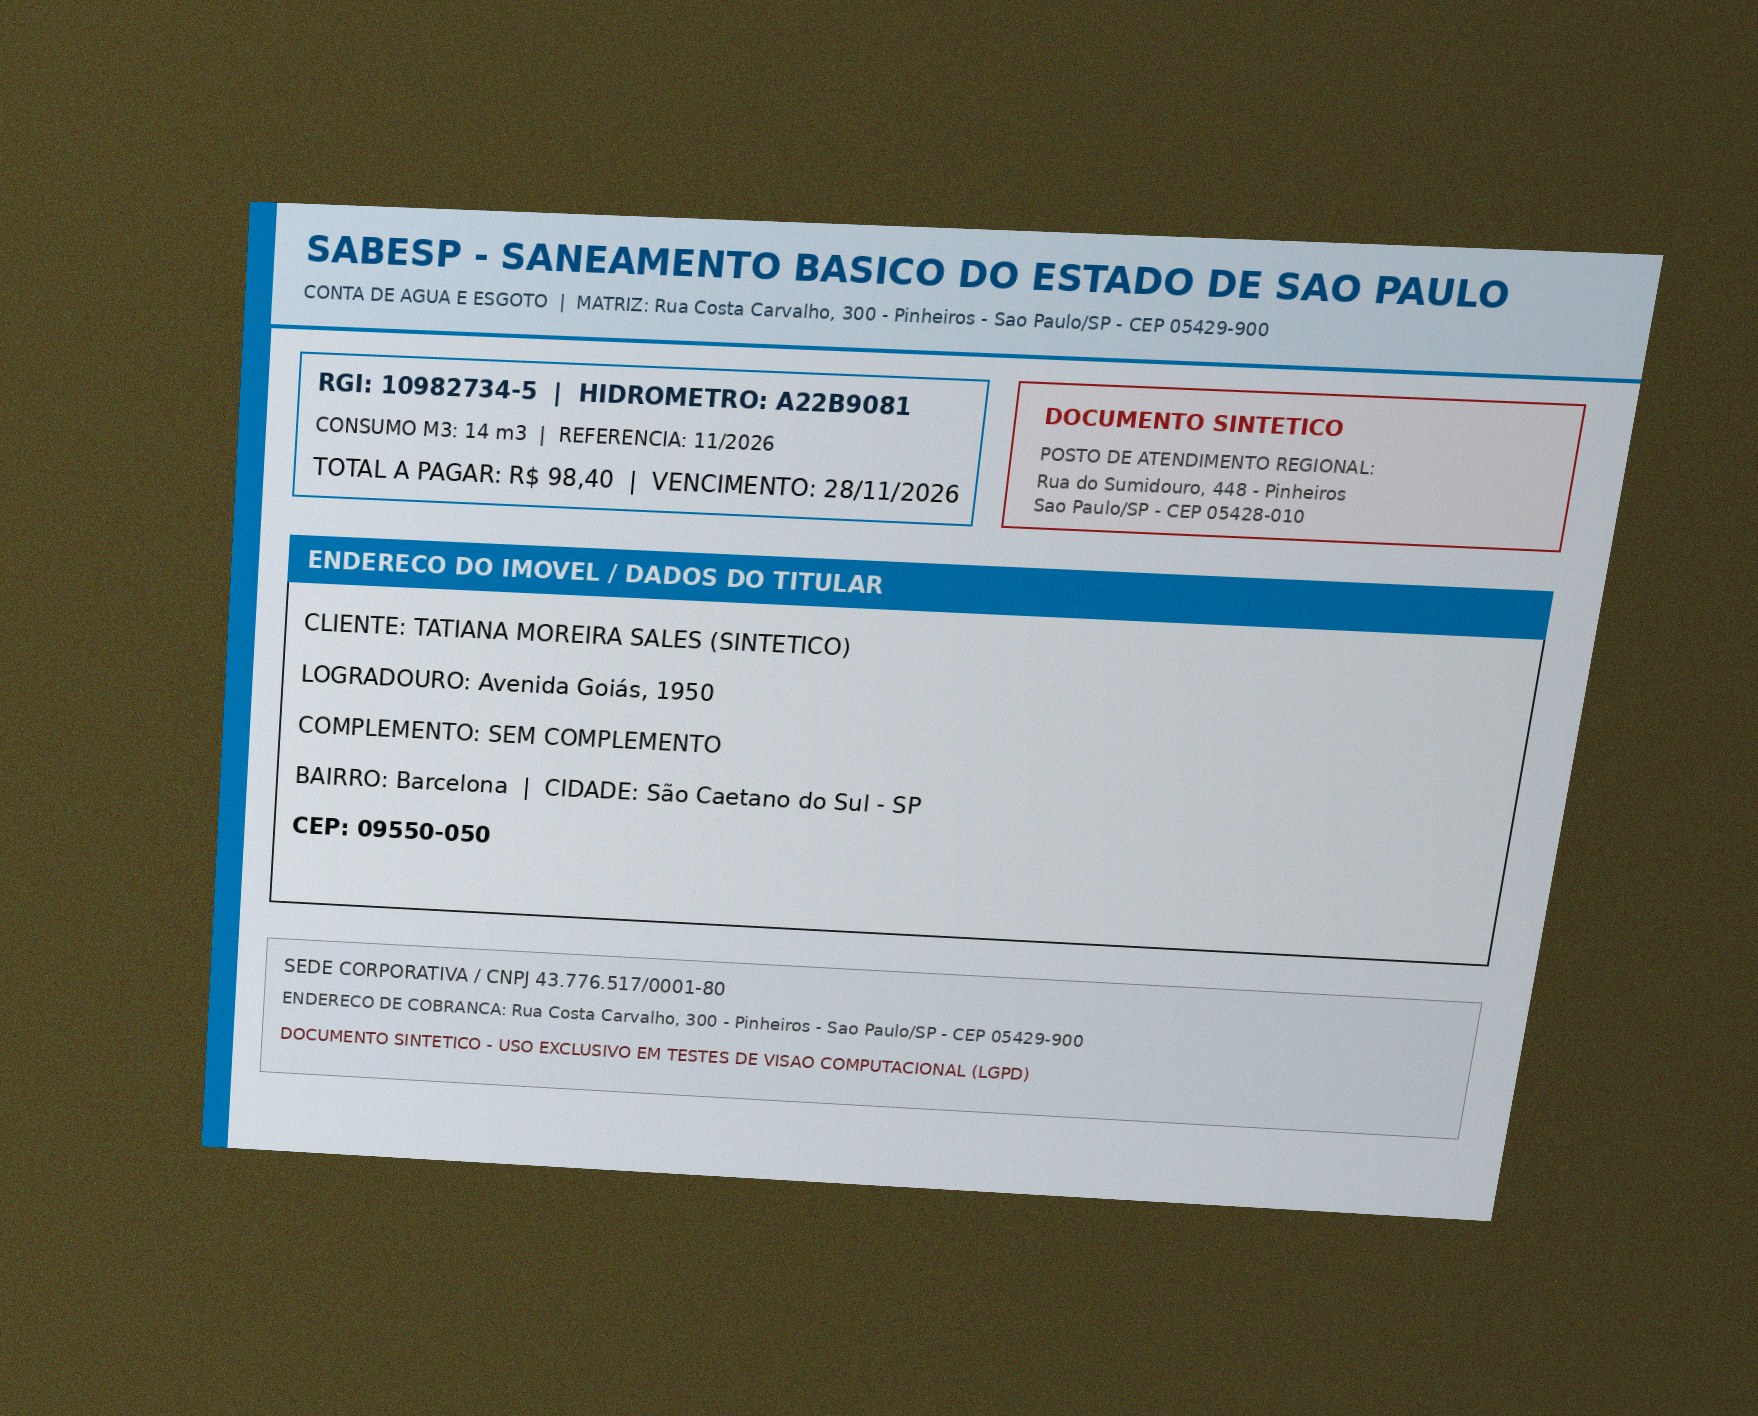 SABESP - SANEAMENTO BASICO DO ESTADO DE SAO PAULO
CONTA DE AGUA E ESGOTO | MATRIZ: Rua Costa Carvalho, 300 - Pinheiros - Sao Paulo/SP - CEP 05429-900
RGI: 10982734-5 | HIDROMETRO: A22B9081
CONSUMO M3: 14 m3 | REFERENCIA: 11/2026
TOTAL A PAGAR: R$ 98,40 | VENCIMENTO: 28/11/2026
DOCUMENTO SINTETICO
POSTO DE ATENDIMENTO REGIONAL:
Rua do Sumidouro, 448 - Pinheiros
Sao Paulo/SP - CEP 05428-010
ENDERECO DO IMOVEL / DADOS DO TITULAR
CLIENTE: TATIANA MOREIRA SALES (SINTETICO)
LOGRADOURO: Avenida Goiás, 1950
COMPLEMENTO: SEM COMPLEMENTO
BAIRRO: Barcelona | CIDADE: São Caetano do Sul - SP
CEP: 09550-050
SEDE CORPORATIVA / CNPJ 43.776.517/0001-80
ENDERECO DE COBRANCA: Rua Costa Carvalho, 300 - Pinheiros - Sao Paulo/SP - CEP 05429-900
DOCUMENTO SINTETICO - USO EXCLUSIVO EM TESTES DE VISAO COMPUTACIONAL (LGPD)